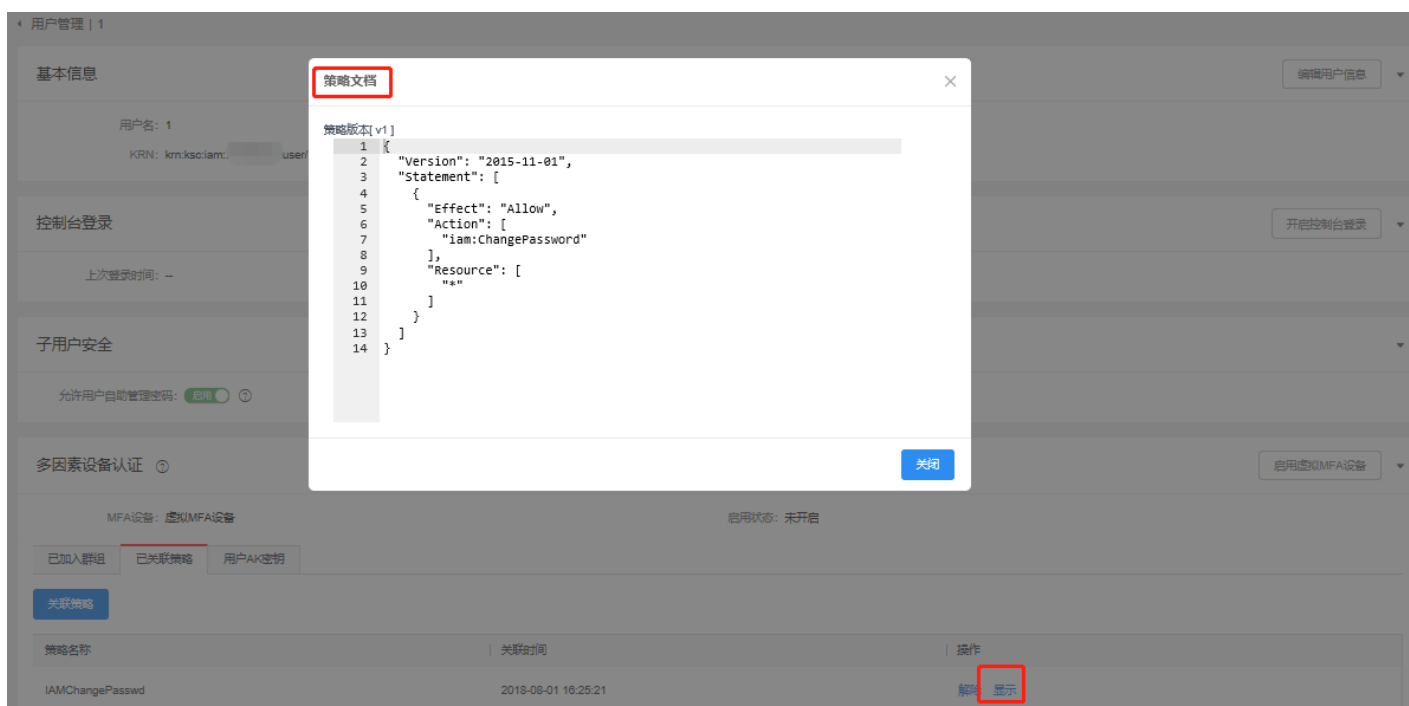 用户管理 | 1
基本信息
编辑用户信息
用户名: 1
KRN: krn:ksc:iam: user/
控制台登录
开启控制台登录
上次登录时间: --
子用户安全
允许用户自助管理密码: 启用
多因素设备认证
启用虚拟MFA设备
MFA设备: 虚拟MFA设备
启用状态: 未开启
已加入群组 已关联策略 用户AK密钥
关联策略
策略名称 关联时间 操作
IAMChangePasswd 2018-08-01 16:25:21 解除 显示
策略文档
策略版本[ v1 ]
1 {
2 "Version": "2015-11-01",
3 "Statement": [
4 {
5 "Effect": "Allow",
6 "Action": [
7 "iam:ChangePassword"
8 ],
9 "Resource": [
10 "*"
11 ]
12 }
13 ]
14 }
关闭